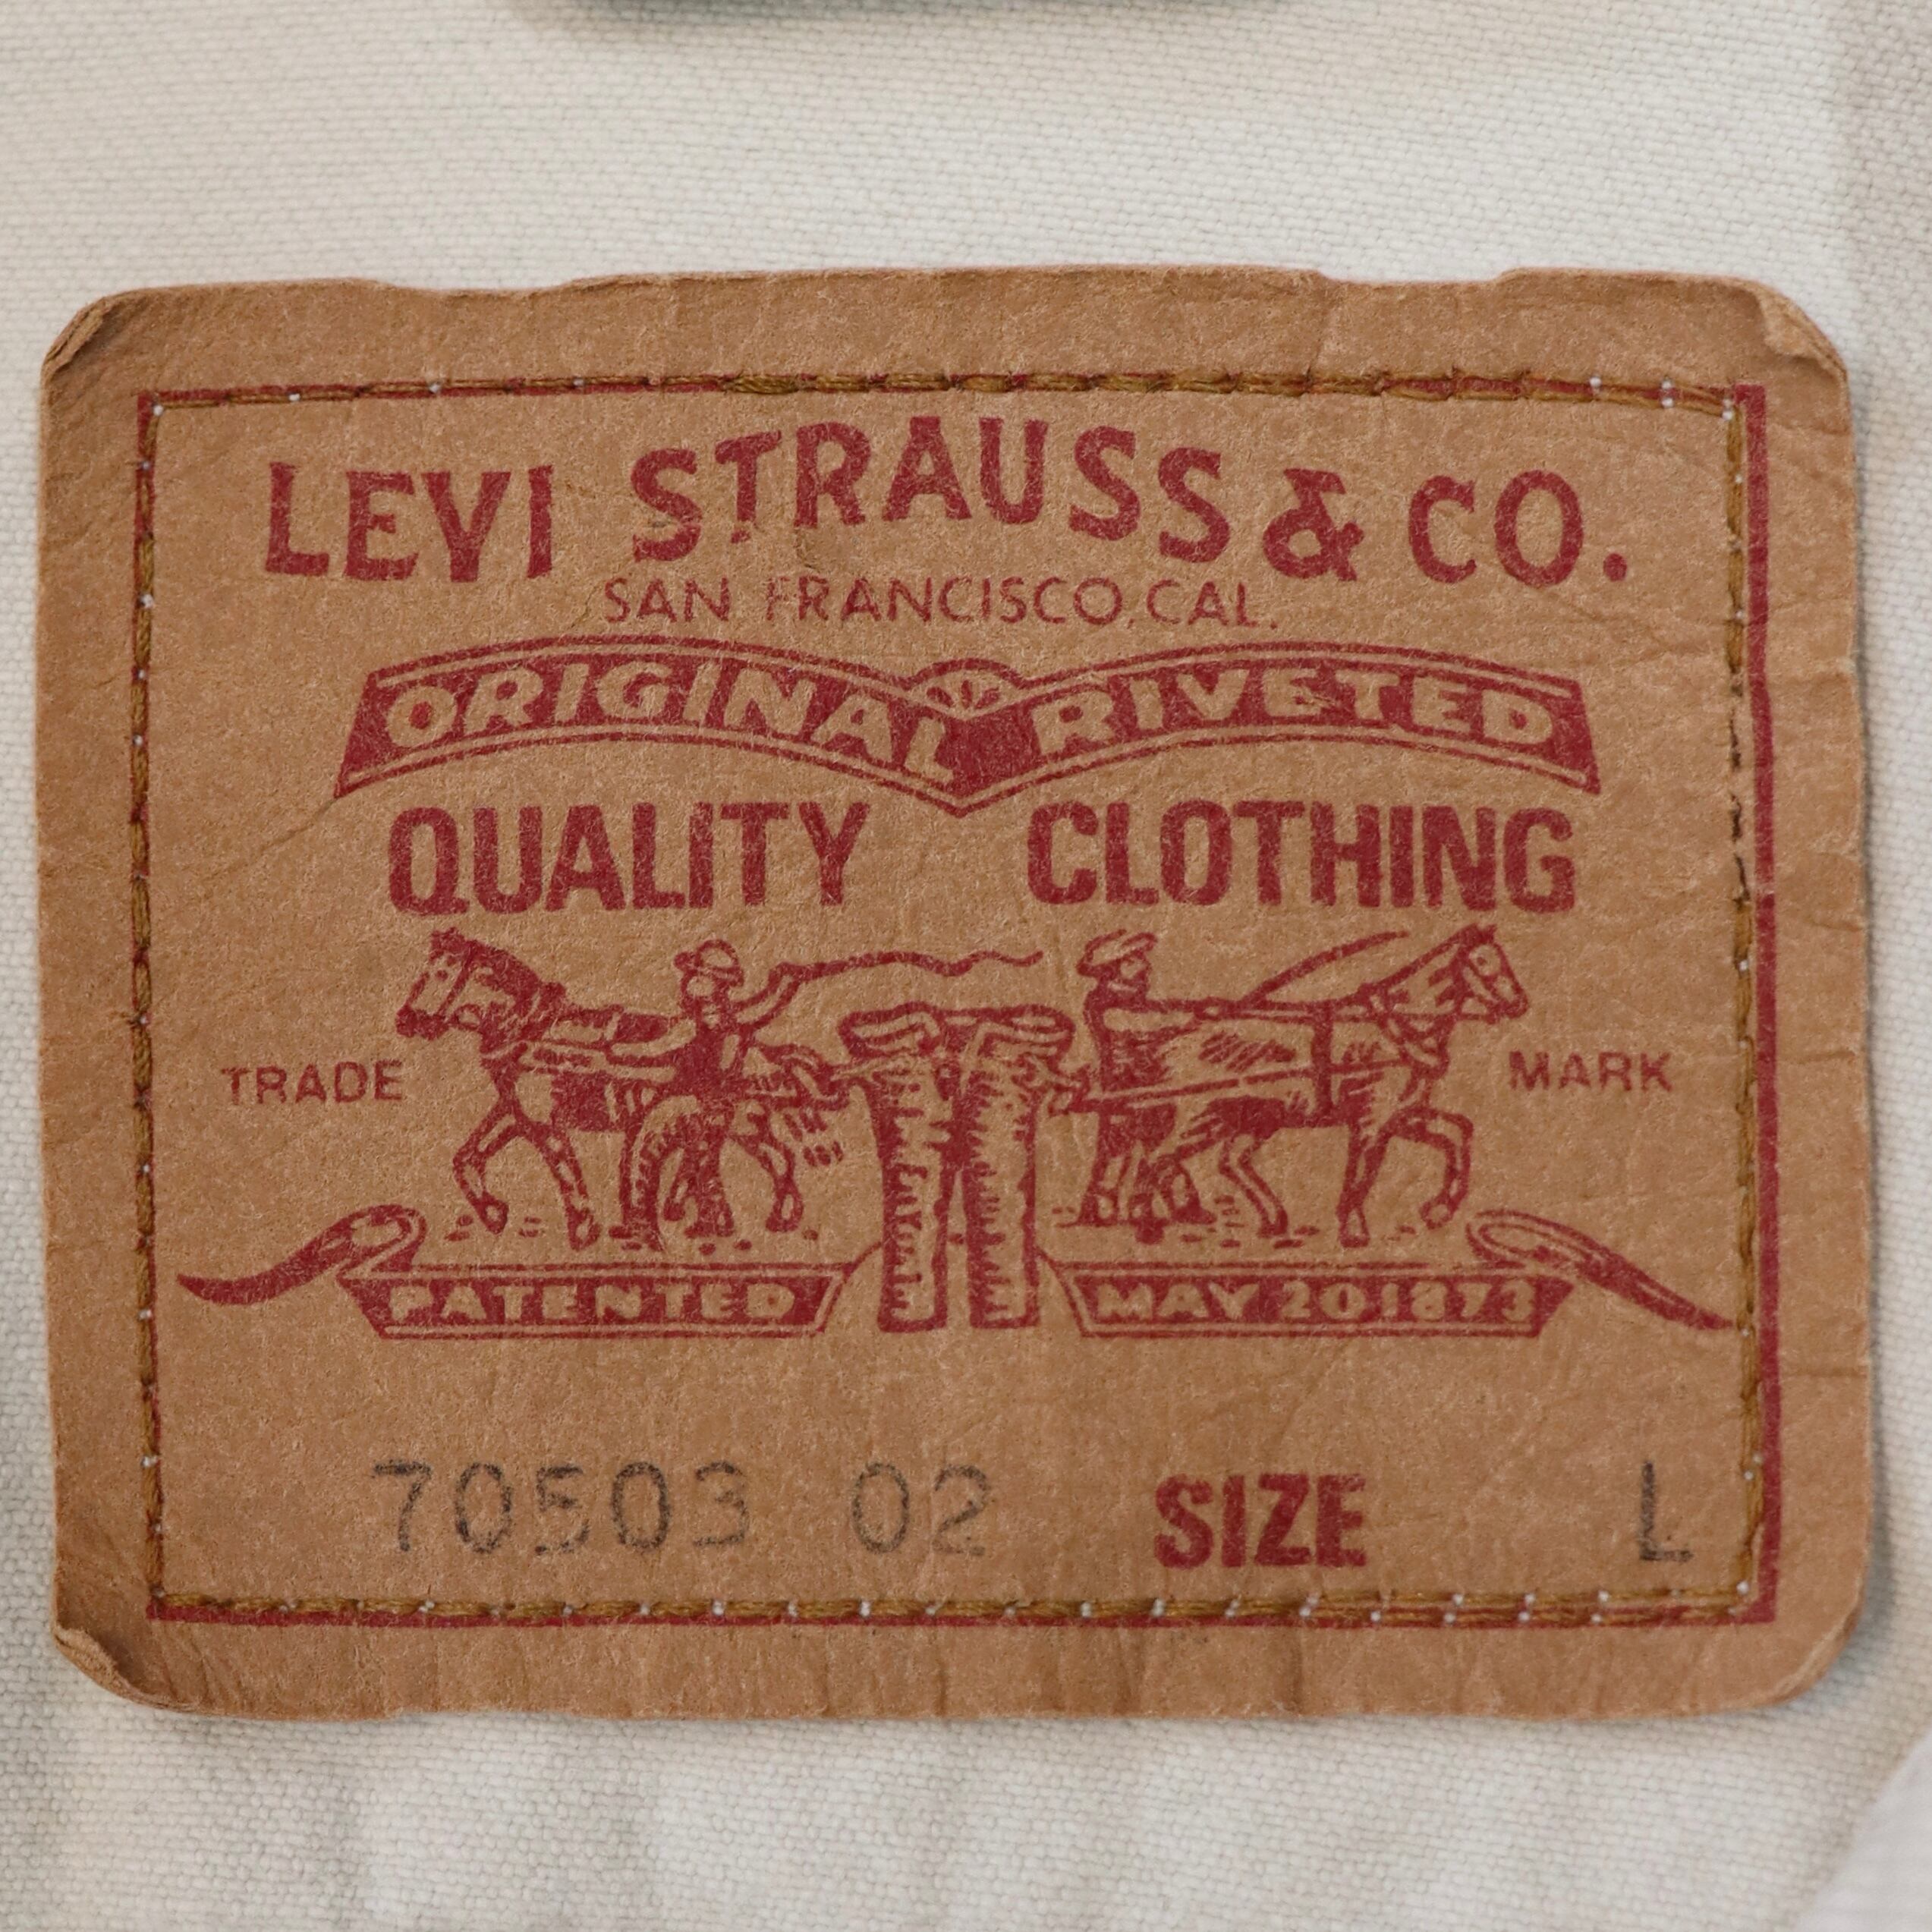 LEVI STRAUSS & CO.
SAN FRANCISCO, CAL.
ORIGINAL RIVETED
QUALITY CLOTHING
TRADE MARK
PATENTED MAY 20 1873
70503 02 SIZE L